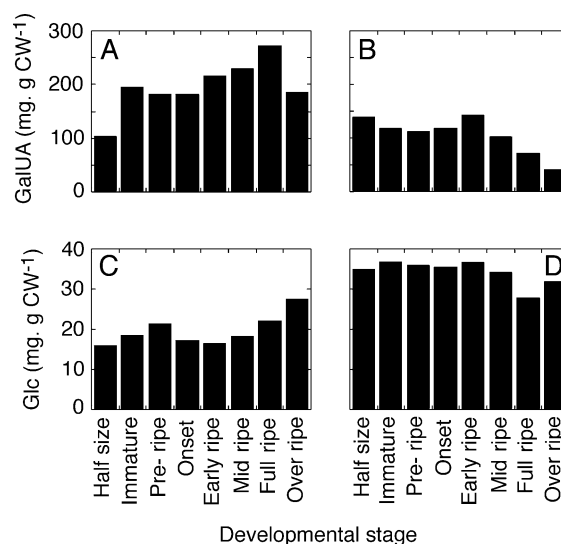 A
B
GalUA (mg. g CW-1)
300
200
100
0
C
D
Glc (mg. g CW-1)
40
30
20
10
0
Half size
Immature
Pre- ripe
Onset
Early ripe
Mid ripe
Full ripe
Over ripe
Half size
Immature
Pre- ripe
Onset
Early ripe
Mid ripe
Full ripe
Over ripe
Developmental stage